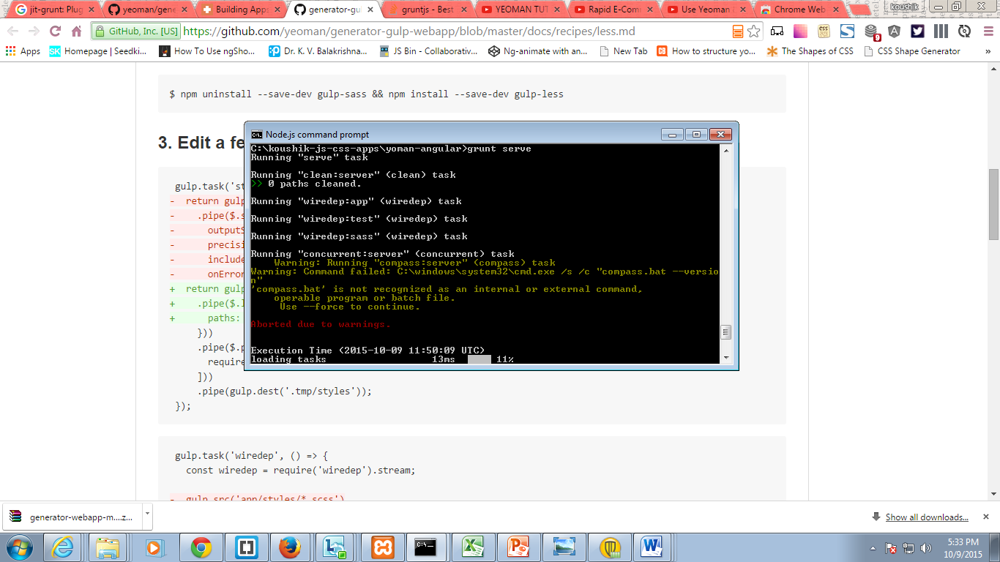 jit-grunt: Plug
yeoman/gene
Building Apps
generator-gul
gruntjs - Best
YEOMAN TUT
Rapid E-Com
Use Yeoman
Chrome Web
koushik
GitHub, Inc. [US] https://github.com/yeoman/generator-gulp-webapp/blob/master/docs/recipes/less.md
9
Apps
SK Homepage | Seedki...
How To Use ngSho...
Dr. K. V. Balakrishna...
JS Bin - Collaborativ...
Ng-animate with an...
New Tab
How to structure yo...
The Shapes of CSS
CSS Shape Generator
»
$ npm uninstall --save-dev gulp-sass && npm install --save-dev gulp-less
3. Edit a fe
gulp.task('st
- return gulp
- .pipe($.s
- outputS
- precisi
- include
- onError
+ return gulp
+ .pipe($.l
+ paths:
}))
.pipe($.p
require
]))
.pipe(gulp.dest('.tmp/styles'));
});
gulp.task('wiredep', () => {
const wiredep = require('wiredep').stream;
- gulp.src('app/styles/*.scss')
Node.js command prompt
C:\koushik-js-css-apps\yoman-angular>grunt serve
Running "serve" task
Running "clean:server" (clean) task
>> 0 paths cleaned.
Running "wiredep:app" (wiredep) task
Running "wiredep:test" (wiredep) task
Running "wiredep:sass" (wiredep) task
Running "concurrent:server" (concurrent) task
Warning: Running "compass:server" (compass) task
Warning: Command failed: C:\windows\system32\cmd.exe /s /c "compass.bat --versio
n"
'compass.bat' is not recognized as an internal or external command,
operable program or batch file.
Use --force to continue.
Aborted due to warnings.
Execution Time (2015-10-09 11:50:09 UTC)
loading tasks 13ms 11%
generator-webapp-m....z...
Show all downloads...
5:33 PM
10/9/2015